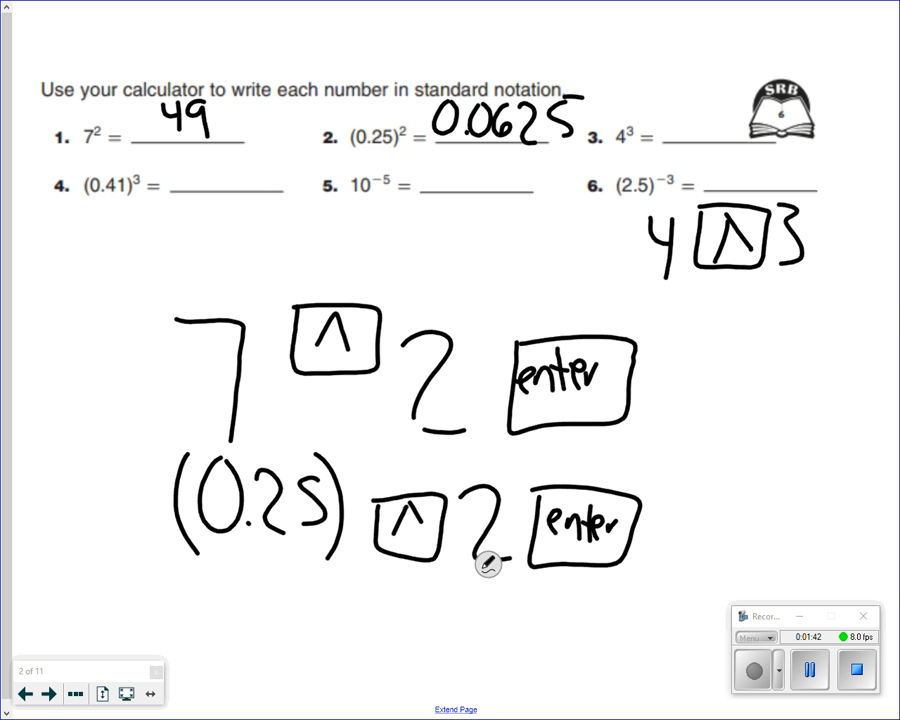 Use your calculator to write each number in standard notation.
SRB
6
1. 7² = 49 2. (0.25)² = 0.0625 3. 4³ =
4. (0.41)³ = 5. 10⁻⁵ = 6. (2.5)⁻³ =
4 ^ 3
7 ^ 2 enter
(0.25) ^ 2 enter
Recor...
Menu... 0:01:42 8.0 fps
2 of 11
Extend Page